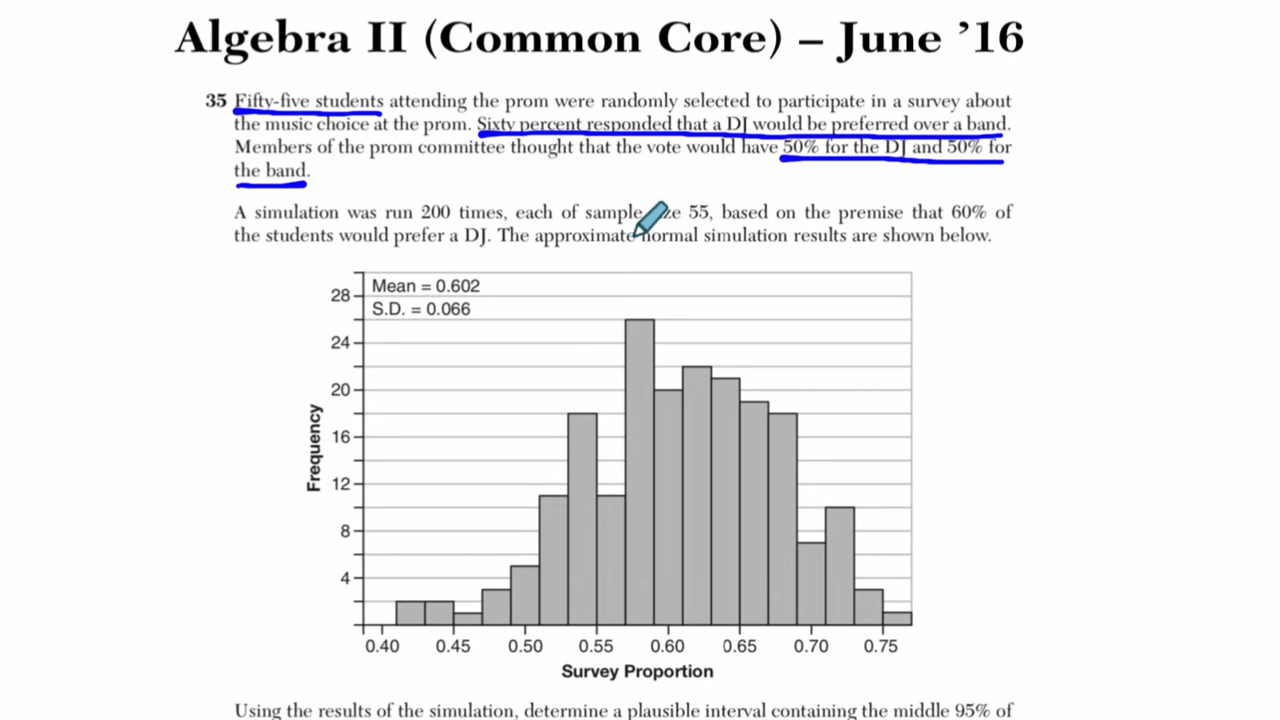 Algebra II (Common Core) – June ’16
35 Fifty-five students attending the prom were randomly selected to participate in a survey about
the music choice at the prom. Sixty percent responded that a DJ would be preferred over a band.
Members of the prom committee thought that the vote would have 50% for the DJ and 50% for
the band.
A simulation was run 200 times, each of sample 55, based on the premise that 60% of
the students would prefer a DJ. The approximate normal simulation results are shown below.
Mean = 0.602
S.D. = 0.066
28
24
20
16
12
8
4
Frequency
0.40 0.45 0.50 0.55 0.60 0.65 0.70 0.75
Survey Proportion
Using the results of the simulation, determine a plausible interval containing the middle 95% of